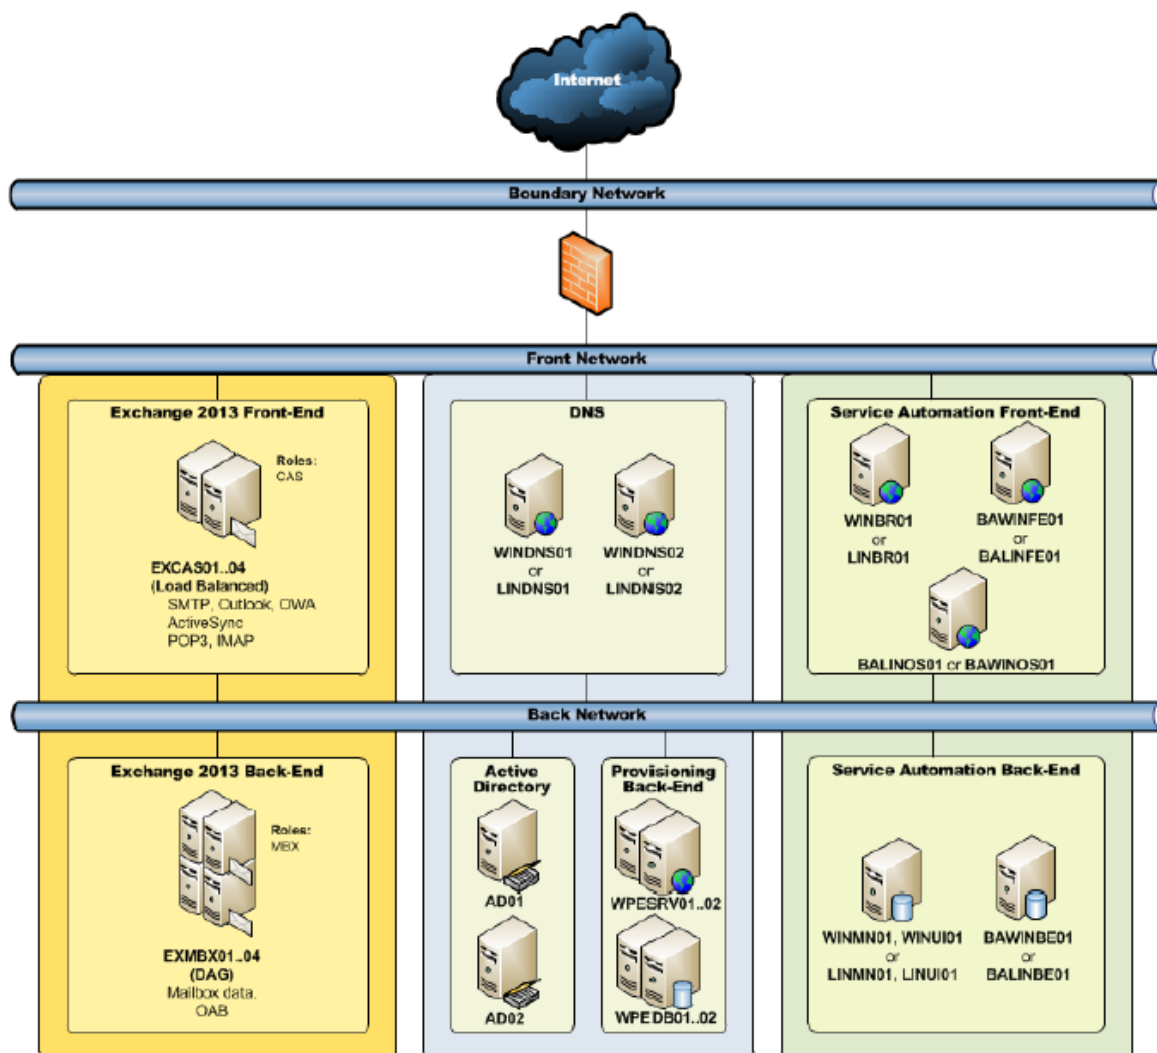 Internet
Boundary Network
Front Network
Exchange 2013 Front-End
Roles:
CAS
EXCAS01..04
(Load Balanced)
SMTP, Outlook, OWA
ActiveSync
POP3, IMAP
DNS
WINDNS01
or
LINDNS01
WINDNS02
or
LINDNIS02
Service Automation Front-End
WINBR01
or
LINBR01
BAWINFE01
or
BALINFE01
BALINOS01 or BAWINOS01
Back Network
Exchange 2013 Back-End
Roles:
MBX
EXMBX01..04
(DAG)
Mailbox data,
OAB
Active
Directory
AD01
AD02
Provisioning
Back-End
WPESRV01..02
WPEDB01..02
Service Automation Back-End
WINMN01, WINUI01
or
LINMN01, LINUI01
BAWINBE01
or
BALINBE01